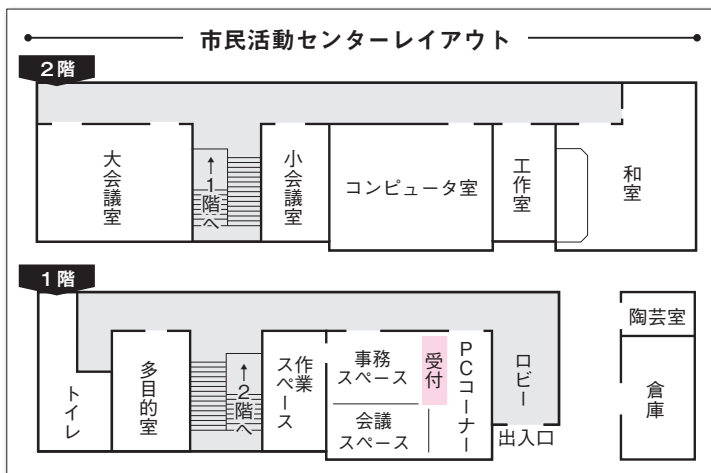 市民活動センターレイアウト
2階
大会議室
↑1階へ
小会議室
コンピュータ室
工作室
和室
1階
トイレ
多目的室
↑2階へ
作業
スペース
事務
スペース
会議
スペース
受付
PCコーナー
ロビー
出入口
陶芸室
倉庫